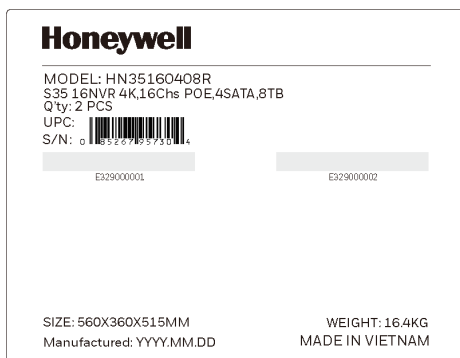 Honeywell
MODEL: HN35160408R
S35 16NVR 4K,16Chs POE,4SATA,8TB
Q'ty: 2 PCS
UPC:
S/N: 0 85267 95730 4
E329000001 E329000002
SIZE: 560X360X515MM WEIGHT: 16.4KG
Manufactured: YYYY.MM.DD MADE IN VIETNAM